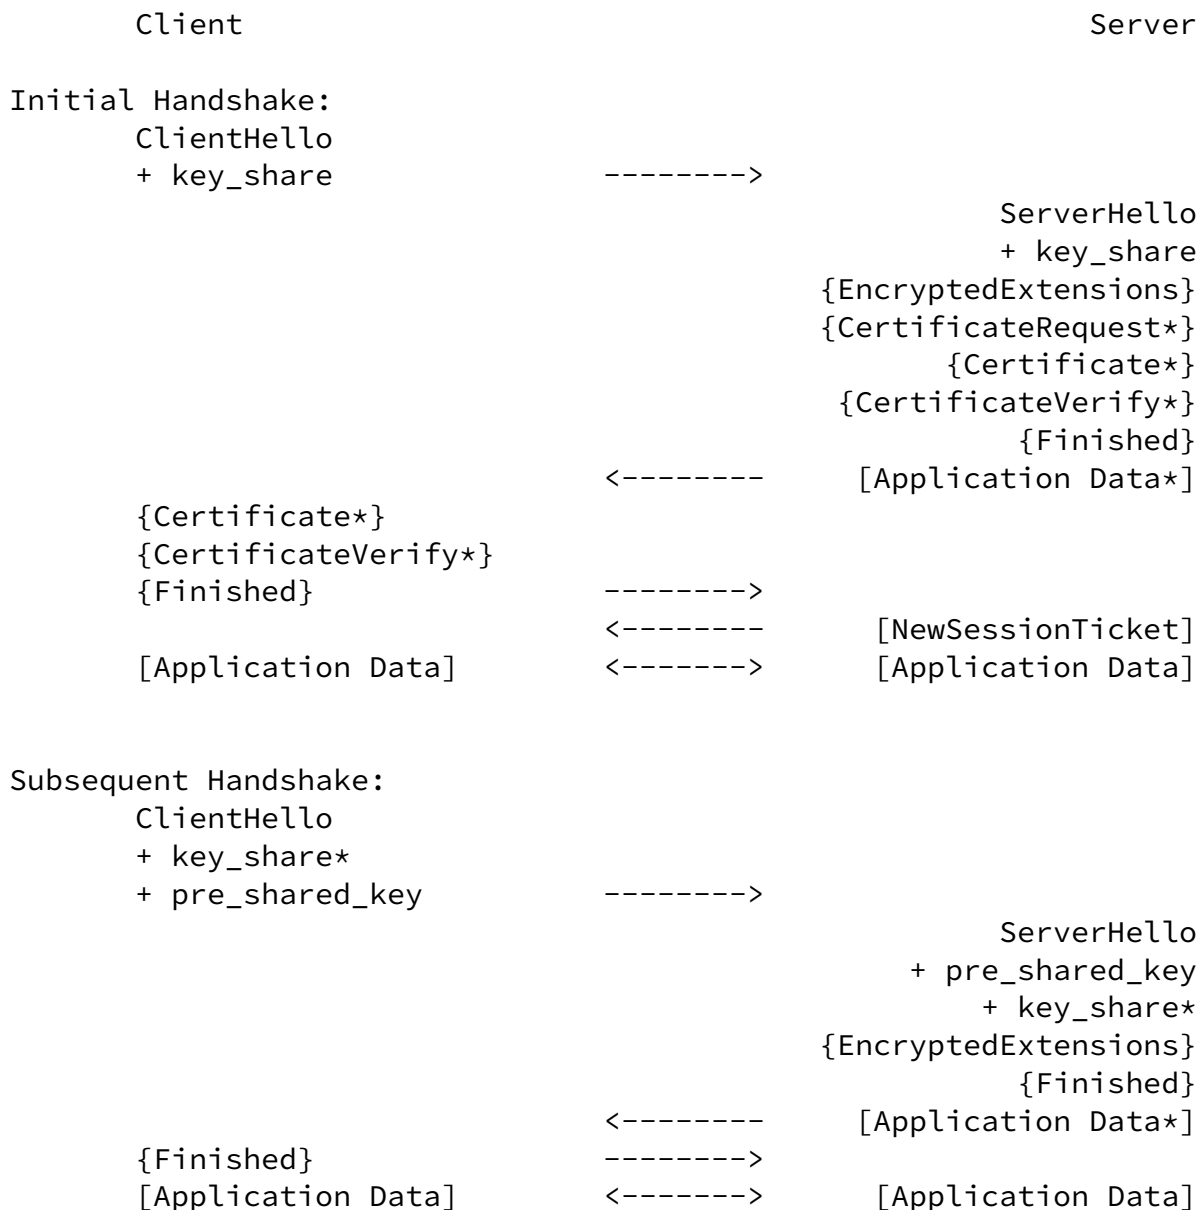 Client                                               Server

Initial Handshake:
       ClientHello
       + key_share               -------->
                                                       ServerHello
                                                       + key_share
                                             {EncryptedExtensions}
                                             {CertificateRequest*}
                                                    {Certificate*}
                                              {CertificateVerify*}
                                                        {Finished}
                                 <--------     [Application Data*]
       {Certificate*}
       {CertificateVerify*}
       {Finished}                -------->
                                 <--------      [NewSessionTicket]
       [Application Data]        <------->      [Application Data]


Subsequent Handshake:
       ClientHello
       + key_share*
       + pre_shared_key          -------->
                                                       ServerHello
                                                  + pre_shared_key
                                                      + key_share*
                                             {EncryptedExtensions}
                                                        {Finished}
                                 <--------     [Application Data*]
       {Finished}                -------->
       [Application Data]        <------->      [Application Data]